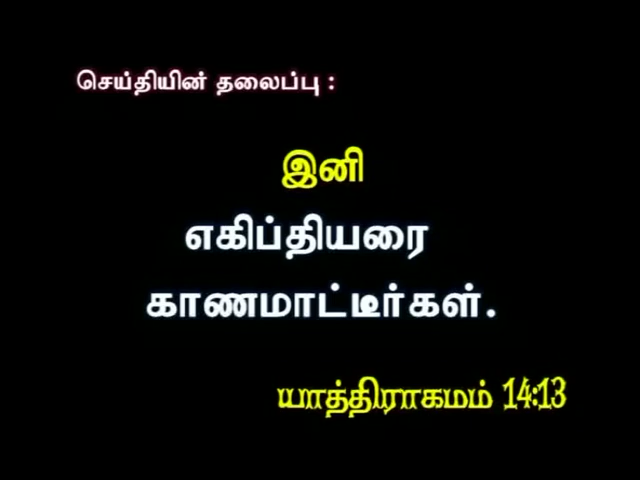 செய்தியின் தலைப்பு :
இனி
எகிப்தியரை
காணமாட்டீர்கள்.
யாத்திராகமம் 14:13